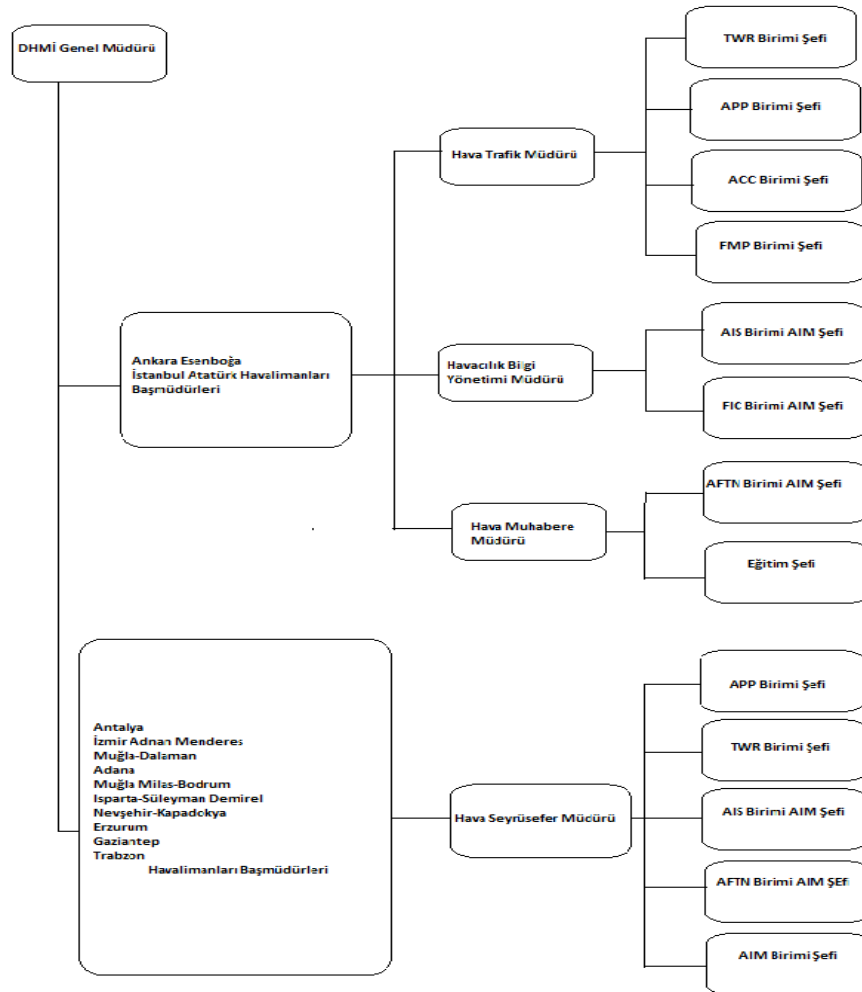 DHMİ Genel Müdürü
TWR Birimi Şefi
APP Birimi Şefi
Hava Trafik Müdürü
ACC Birimi Şefi
FMP Birimi Şefi
Ankara Esenboğa
İstanbul Atatürk Havalimanları
Başmüdürleri
Havacılık Bilgi
Yönetimi Müdürü
AIS Birimi AIM Şefi
FIC Birimi AIM Şefi
Hava Muhabere
Müdürü
AFTN Birimi AIM Şefi
Eğitim Şefi
Antalya
İzmir Adnan Menderes
Muğla-Dalaman
Adana
Muğla Milas-Bodrum
Isparta-Süleyman Demirel
Nevşehir-Kapadokya
Erzurum
Gaziantep
Trabzon
Havalimanları Başmüdürleri
Hava Seyrüsefer Müdürü
APP Birimi Şefi
TWR Birimi Şefi
AIS Birimi AIM Şefi
AFTN Birimi AIM ŞEfi
AIM Birimi Şefi